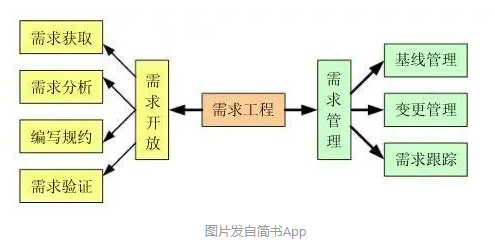 需求获取
需求分析
编写规约
需求验证
需求开放
需求工程
需求管理
基线管理
变更管理
需求跟踪
图片发自简书App